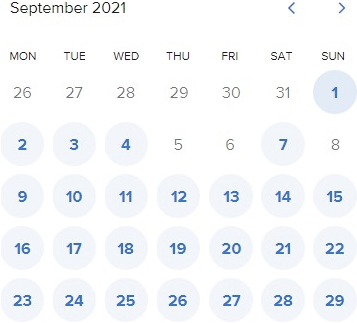 September 2021
MON TUE WED THU FRI SAT SUN
26 27 28 29 30 31 1
2 3 4 5 6 7 8
9 10 11 12 13 14 15
16 17 18 19 20 21 22
23 24 25 26 27 28 29